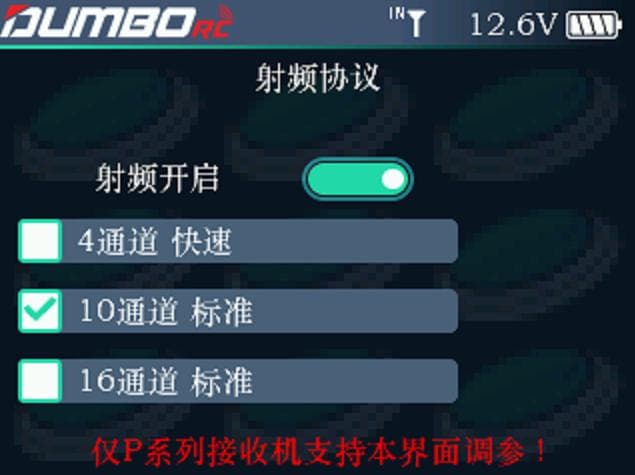 DUMBORC IN 12.6V
射频协议
射频开启
4通道 快速
10通道 标准
16通道 标准
仅P系列接收机支持本界面调参！